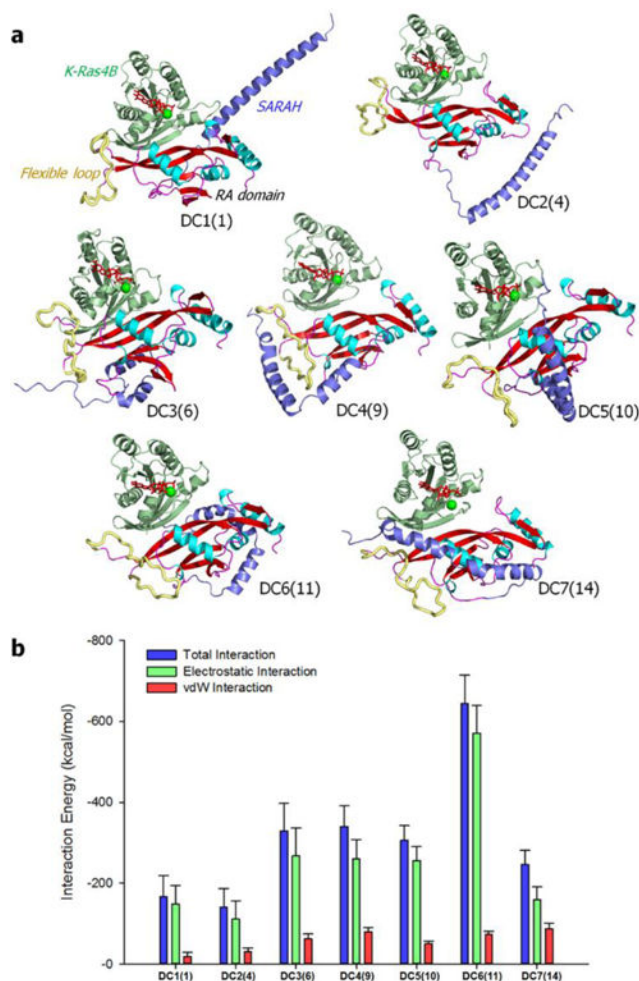 a
K-Ras4B
SARAH
Flexible loop
RA domain
DC1(1)
DC2(4)
DC3(6)
DC4(9)
DC5(10)
DC6(11)
DC7(14)
b
-800
Total Interaction
Electrostatic Interaction
vdW Interaction
-600
-400
-200
-0
Interaction Energy (kcal/mol)
DC1(1) DC2(4) DC3(6) DC4(9) DC5(10) DC6(11) DC7(14)